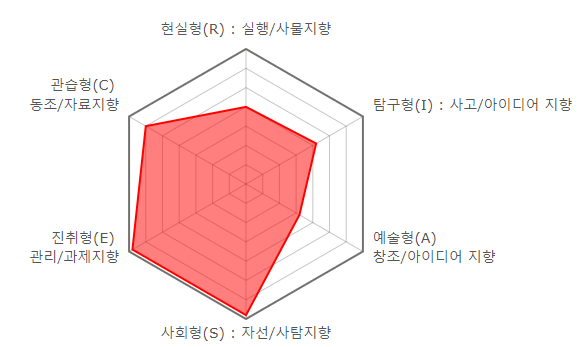 현실형(R) : 실행/사물지향
관습형(C)
동조/자료지향
탐구형(I) : 사고/아이디어 지향
진취형(E)
관리/과제지향
예술형(A)
창조/아이디어 지향
사회형(S) : 자선/사탐지향